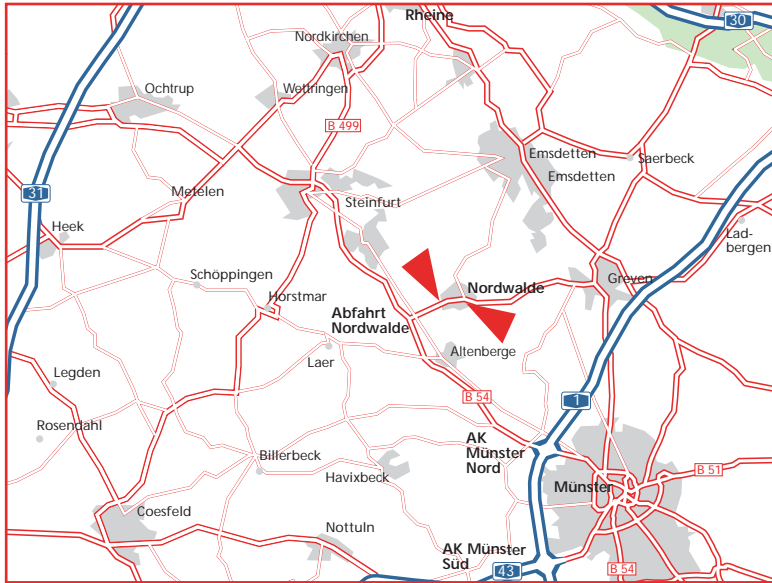 Rheine
30
Nordkirchen
Ochtrup
Wettringen
B 499
Emsdetten
Saerbeck
Emsdetten
31
Metelen
Steinfurt
Heek
Lad-
bergen
Schöppingen
Nordwalde
Greven
Horstmar
Abfahrt
Nordwalde
Altenberge
Laer
Legden
B 54
1
Rosendahl
AK
Münster
Nord
Billerbeck
B 51
Havixbeck
Münster
Coesfeld
Nottuln
AK Münster
Süd
43
B 54